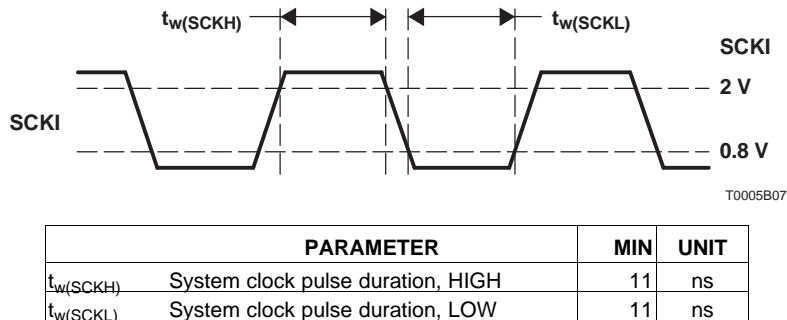 tw(SCKH) tw(SCKL)
SCKI
2 V
SCKI
0.8 V
T0005B07
PARAMETER MIN UNIT
tw(SCKH) System clock pulse duration, HIGH 11 ns
tw(SCKL) System clock pulse duration, LOW 11 ns